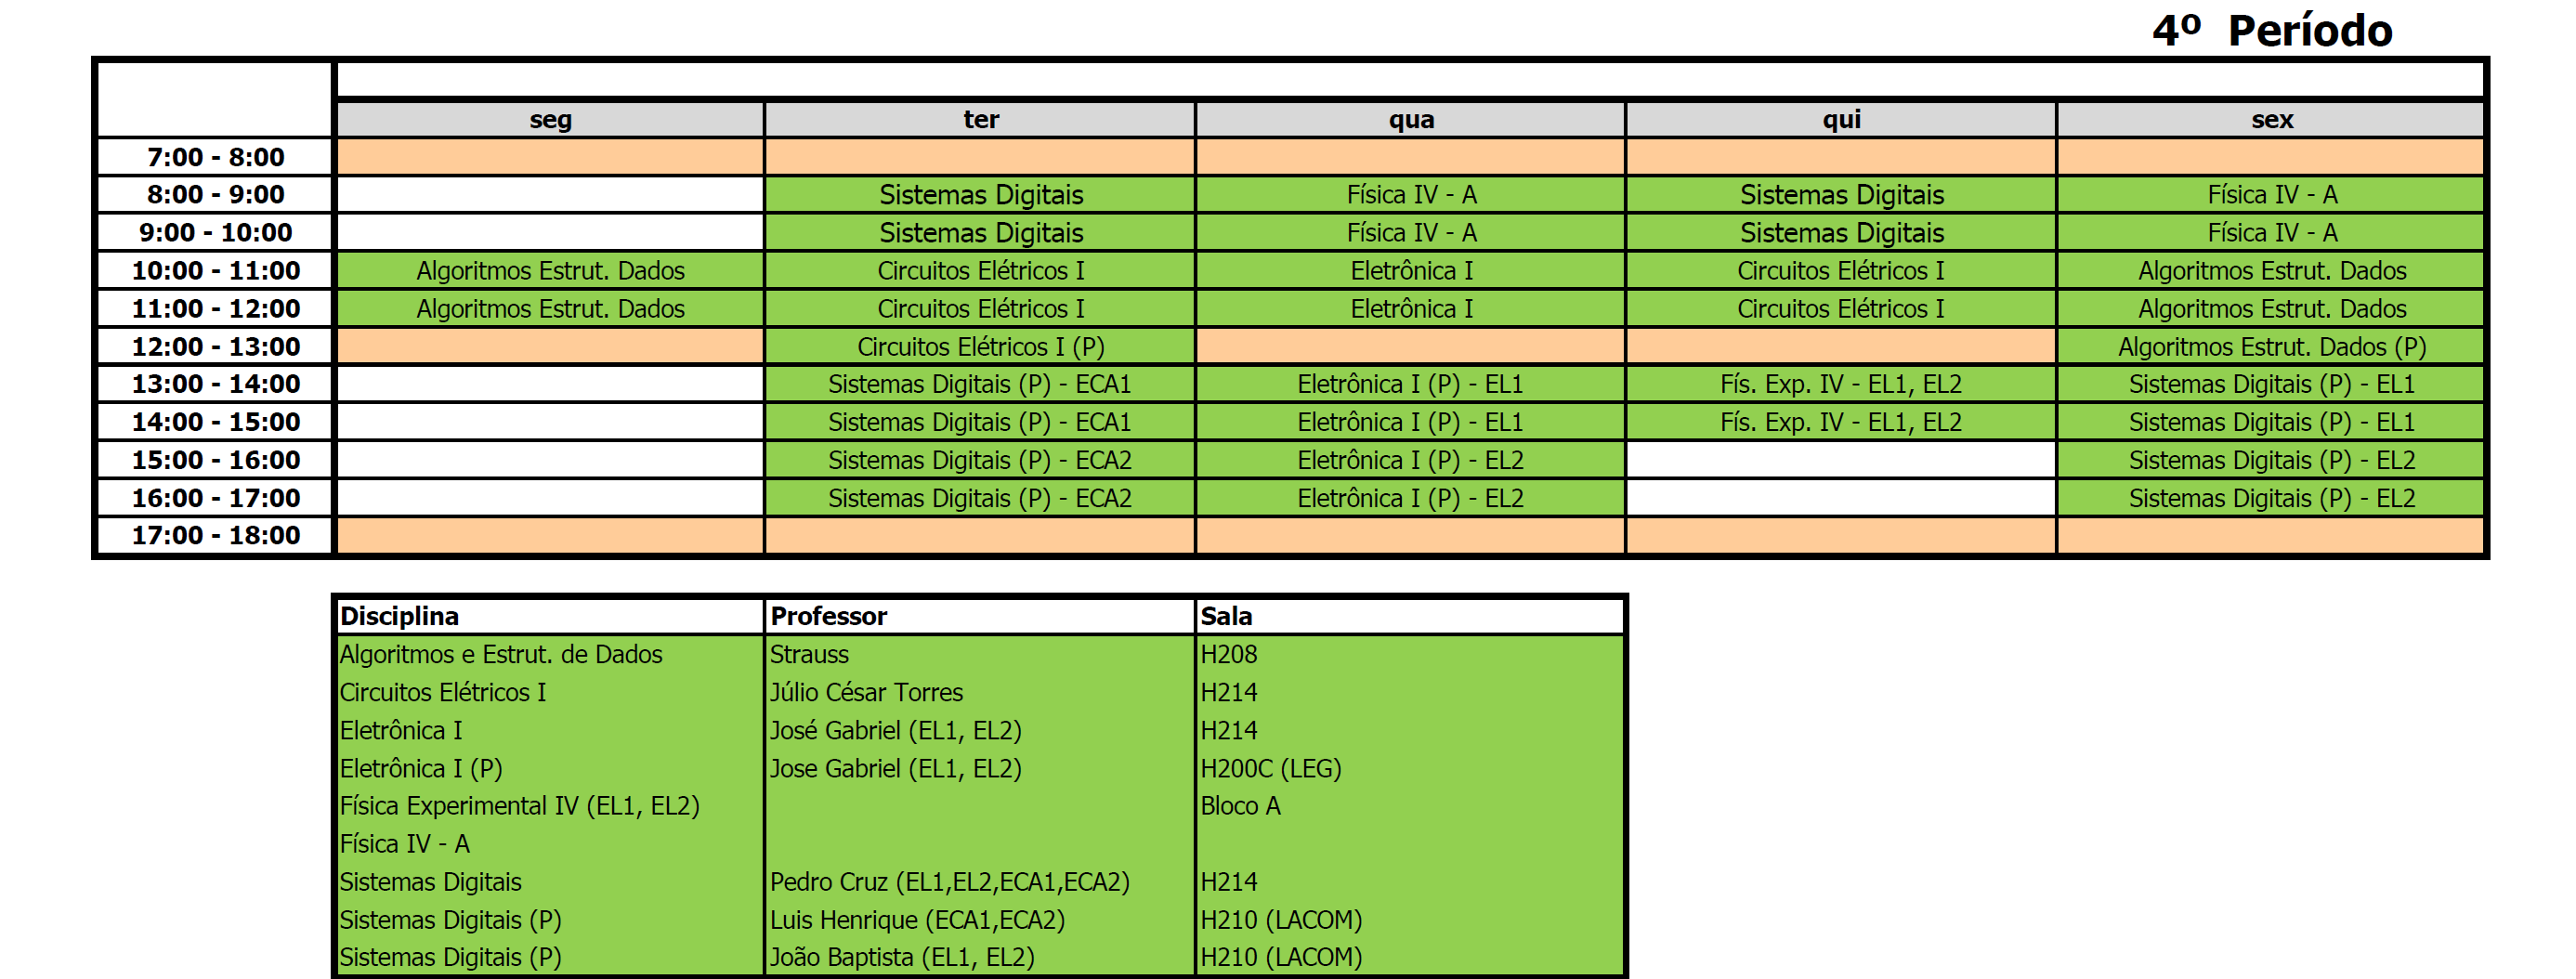 4º Período
seg ter qua qui sex
7:00 - 8:00
8:00 - 9:00 Sistemas Digitais Física IV - A Sistemas Digitais Física IV - A
9:00 - 10:00 Sistemas Digitais Física IV - A Sistemas Digitais Física IV - A
10:00 - 11:00 Algoritmos Estrut. Dados Circuitos Elétricos I Eletrônica I Circuitos Elétricos I Algoritmos Estrut. Dados
11:00 - 12:00 Algoritmos Estrut. Dados Circuitos Elétricos I Eletrônica I Circuitos Elétricos I Algoritmos Estrut. Dados
12:00 - 13:00 Circuitos Elétricos I (P) Algoritmos Estrut. Dados (P)
13:00 - 14:00 Sistemas Digitais (P) - ECA1 Eletrônica I (P) - EL1 Fís. Exp. IV - EL1, EL2 Sistemas Digitais (P) - EL1
14:00 - 15:00 Sistemas Digitais (P) - ECA1 Eletrônica I (P) - EL1 Fís. Exp. IV - EL1, EL2 Sistemas Digitais (P) - EL1
15:00 - 16:00 Sistemas Digitais (P) - ECA2 Eletrônica I (P) - EL2 Sistemas Digitais (P) - EL2
16:00 - 17:00 Sistemas Digitais (P) - ECA2 Eletrônica I (P) - EL2 Sistemas Digitais (P) - EL2
17:00 - 18:00
Disciplina Professor Sala
Algoritmos e Estrut. de Dados Strauss H208
Circuitos Elétricos I Júlio César Torres H214
Eletrônica I José Gabriel (EL1, EL2) H214
Eletrônica I (P) Jose Gabriel (EL1, EL2) H200C (LEG)
Física Experimental IV (EL1, EL2) Bloco A
Física IV - A
Sistemas Digitais Pedro Cruz (EL1,EL2,ECA1,ECA2) H214
Sistemas Digitais (P) Luis Henrique (ECA1,ECA2) H210 (LACOM)
Sistemas Digitais (P) João Baptista (EL1, EL2) H210 (LACOM)